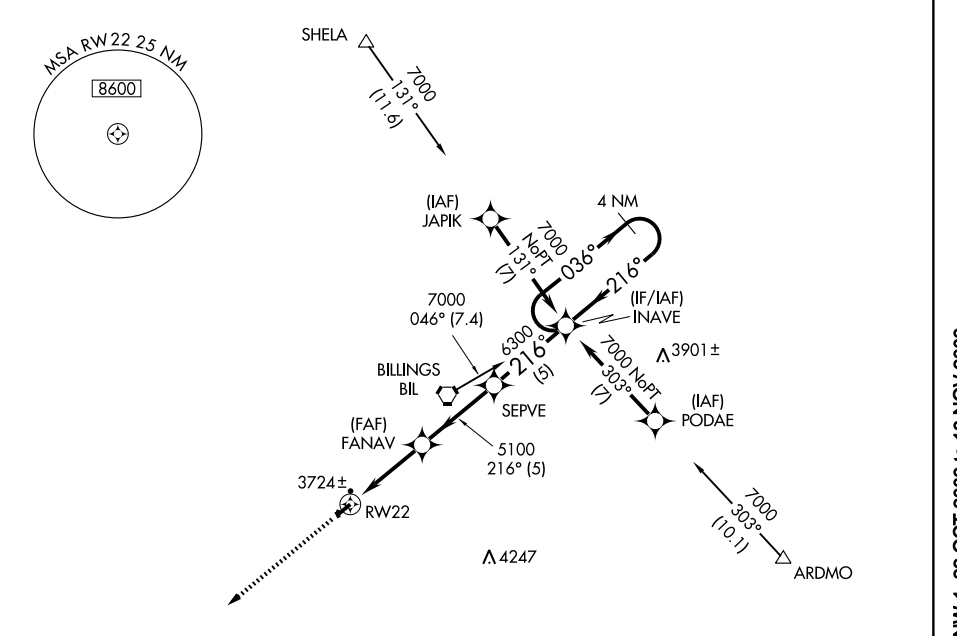 MSA RW22 25 NM
8600
SHELA
7000
131°
(11.6)
(IAF)
JAPIK
7000
NoPT
131°
(7)
4 NM
036°
216°
(IF/IAF)
INAVE
7000
046° (7.4)
6300
216°
(5)
BILLINGS
BIL
SEPVE
3901±
7000 NoPT
303°
(7)
(IAF)
PODAE
(FAF)
FANAV
5100
216° (5)
3724±
RW22
4247
7000
303°
(10.1)
ARDMO